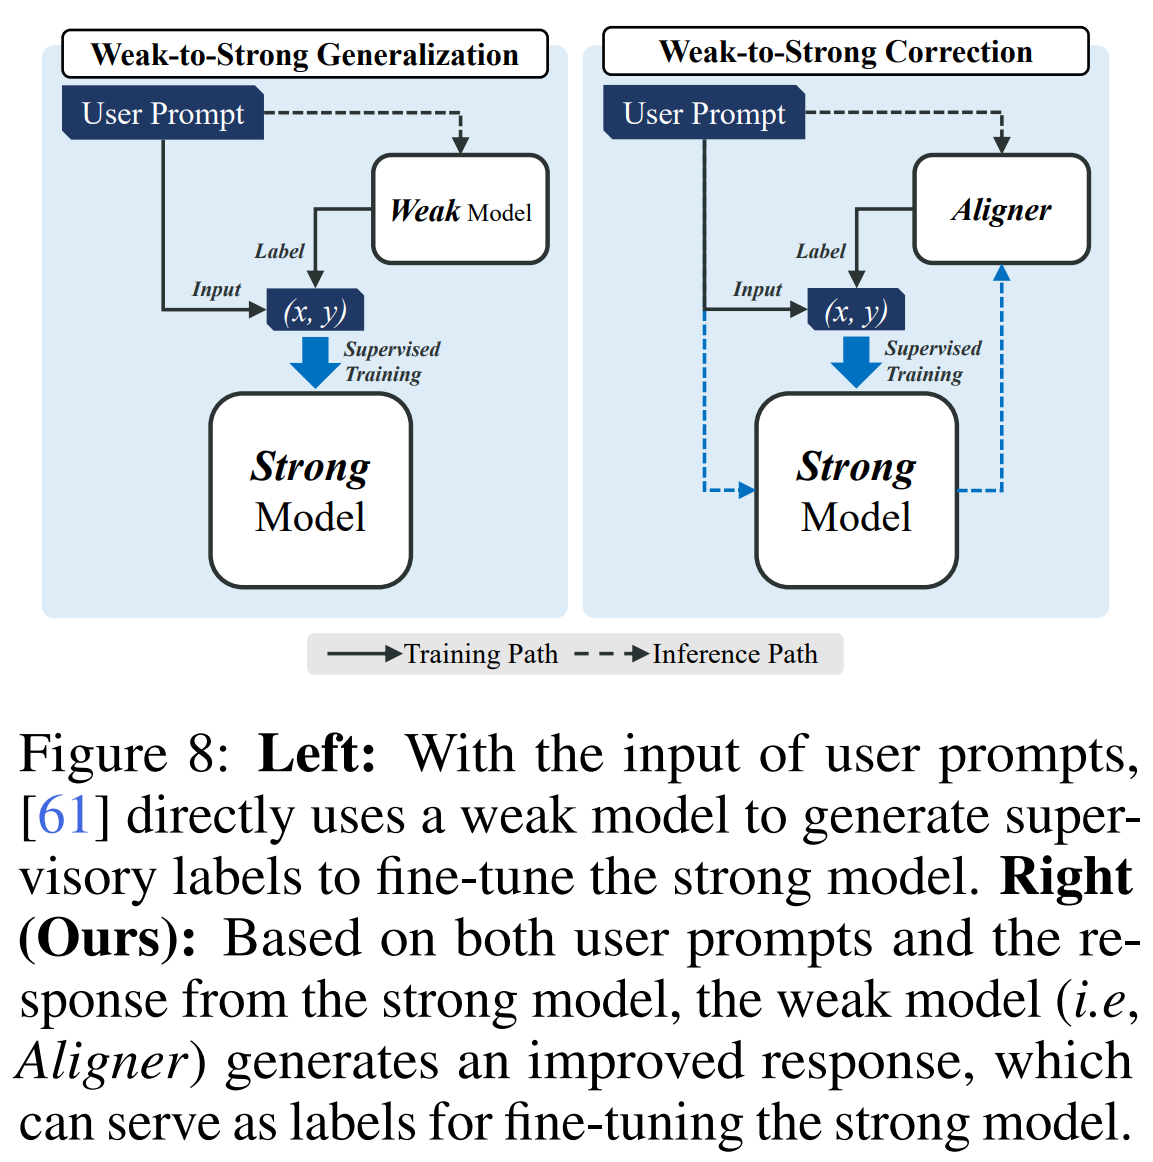 Weak-to-Strong Generalization
User Prompt
Weak Model
Label
Input
(x, y)
Supervised
Training
Strong
Model
Weak-to-Strong Correction
User Prompt
Aligner
Label
Input
(x, y)
Supervised
Training
Strong
Model
Training Path
Inference Path
Figure 8: Left: With the input of user prompts,
[61] directly uses a weak model to generate super-
visory labels to fine-tune the strong model. Right
(Ours): Based on both user prompts and the re-
sponse from the strong model, the weak model (i.e,
Aligner) generates an improved response, which
can serve as labels for fine-tuning the strong model.